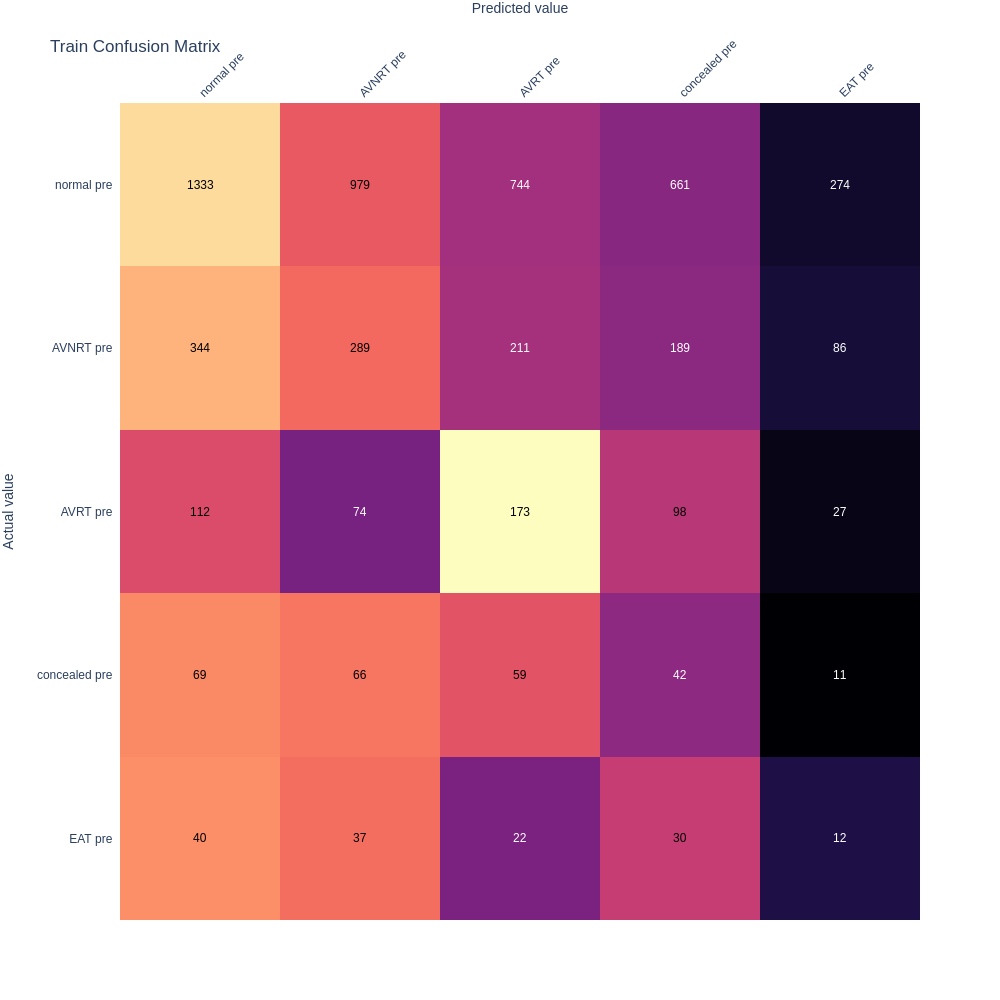 Predicted value
Train Confusion Matrix
normal pre
AVNRT pre
AVRT pre
concealed pre
EAT pre
normal pre 1333 979 744 661 274
AVNRT pre 344 289 211 189 86
AVRT pre 112 74 173 98 27
concealed pre 69 66 59 42 11
EAT pre 40 37 22 30 12
Actual value